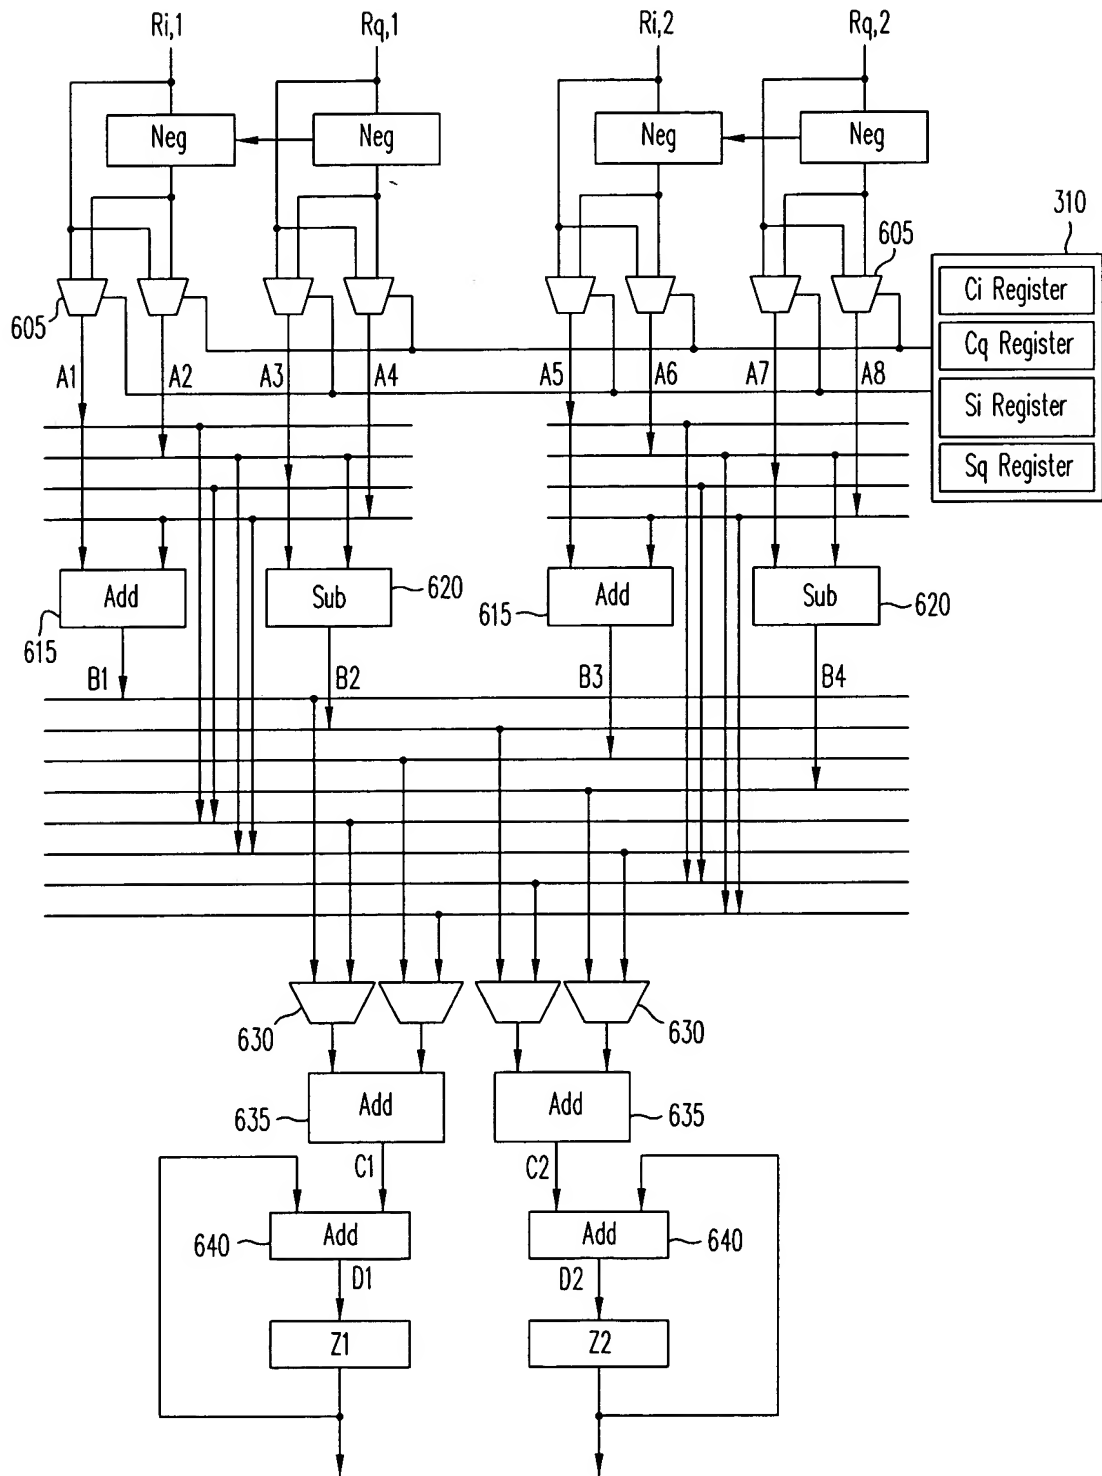 Ri,1 Rq,1 Ri,2 Rq,2
Neg Neg Neg Neg
310
605
Ci Register
605
Cq Register
A1 A2 A3 A4 A5 A6 A7 A8
Si Register
Sq Register
Add Sub 620 Add Sub 620
615 615
B1 B2 B3 B4
630 630
Add Add
635 635
C1 C2
Add Add
640 640
D1 D2
Z1 Z2